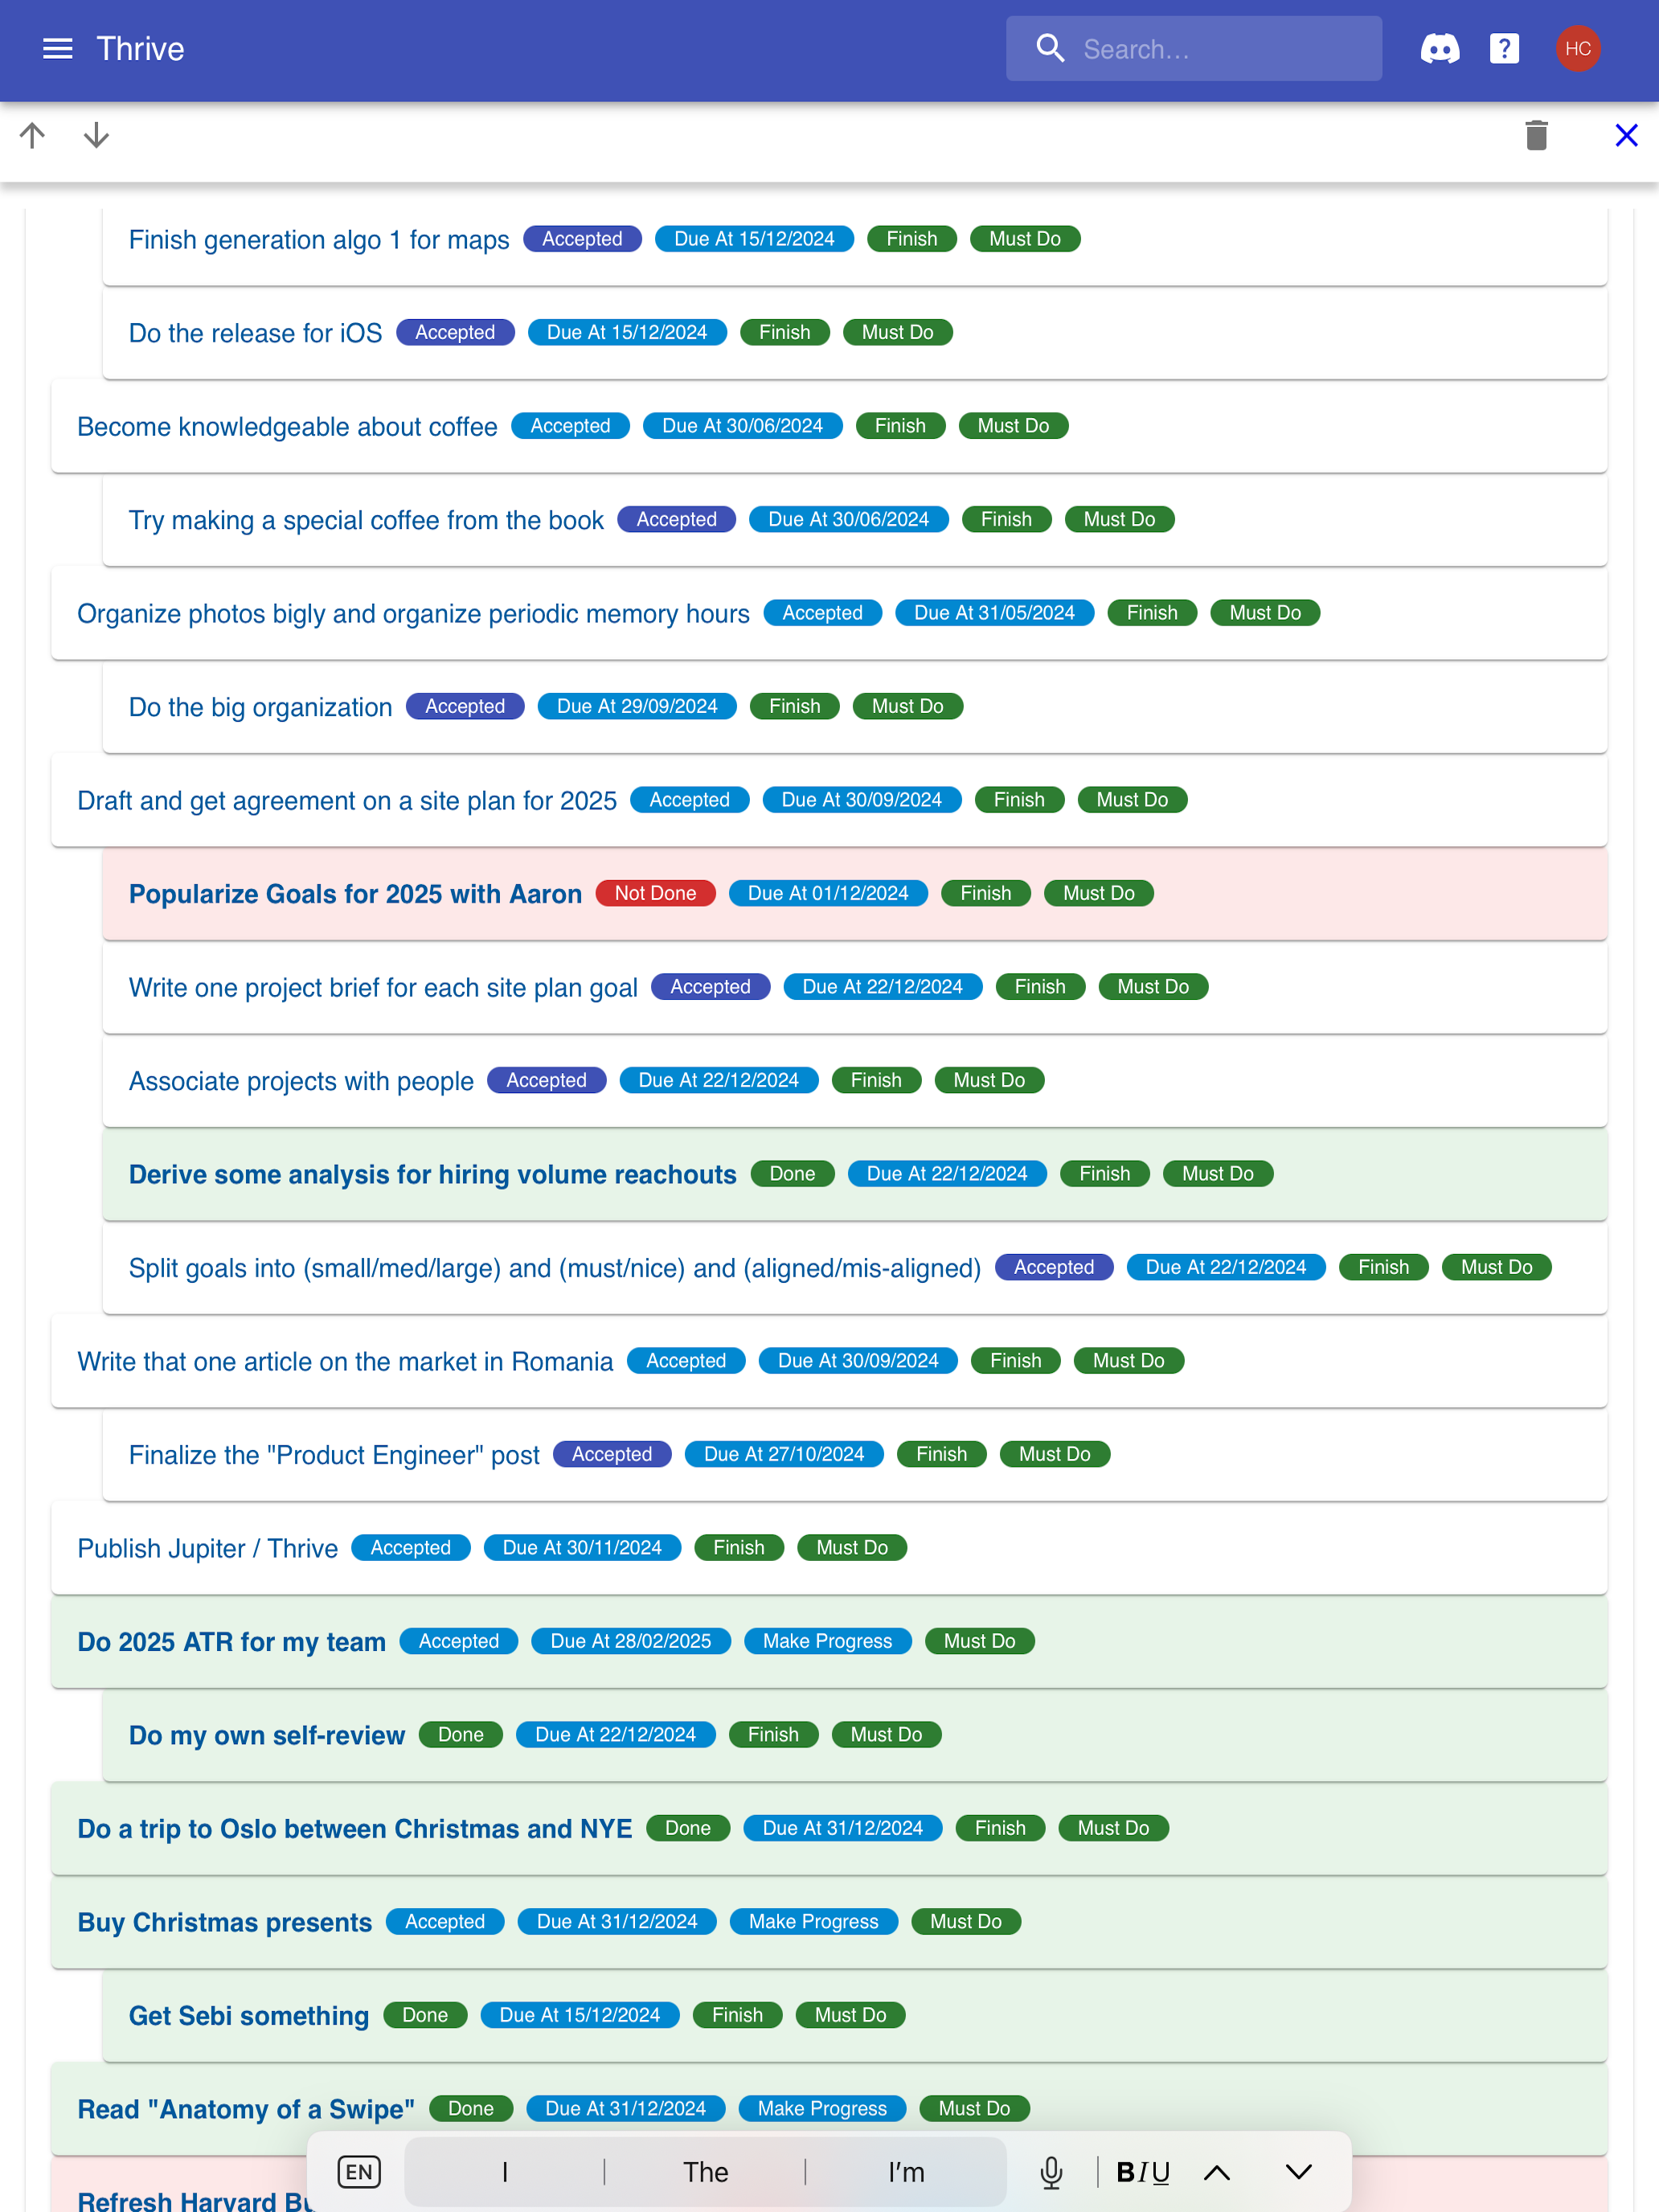 Thrive
Search...
?
HC
Finish generation algo 1 for maps Accepted Due At 15/12/2024 Finish Must Do
Do the release for iOS Accepted Due At 15/12/2024 Finish Must Do
Become knowledgeable about coffee Accepted Due At 30/06/2024 Finish Must Do
Try making a special coffee from the book Accepted Due At 30/06/2024 Finish Must Do
Organize photos bigly and organize periodic memory hours Accepted Due At 31/05/2024 Finish Must Do
Do the big organization Accepted Due At 29/09/2024 Finish Must Do
Draft and get agreement on a site plan for 2025 Accepted Due At 30/09/2024 Finish Must Do
Popularize Goals for 2025 with Aaron Not Done Due At 01/12/2024 Finish Must Do
Write one project brief for each site plan goal Accepted Due At 22/12/2024 Finish Must Do
Associate projects with people Accepted Due At 22/12/2024 Finish Must Do
Derive some analysis for hiring volume reachouts Done Due At 22/12/2024 Finish Must Do
Split goals into (small/med/large) and (must/nice) and (aligned/mis-aligned) Accepted Due At 22/12/2024 Finish Must Do
Write that one article on the market in Romania Accepted Due At 30/09/2024 Finish Must Do
Finalize the "Product Engineer" post Accepted Due At 27/10/2024 Finish Must Do
Publish Jupiter / Thrive Accepted Due At 30/11/2024 Finish Must Do
Do 2025 ATR for my team Accepted Due At 28/02/2025 Make Progress Must Do
Do my own self-review Done Due At 22/12/2024 Finish Must Do
Do a trip to Oslo between Christmas and NYE Done Due At 31/12/2024 Finish Must Do
Buy Christmas presents Accepted Due At 31/12/2024 Make Progress Must Do
Get Sebi something Done Due At 15/12/2024 Finish Must Do
Read "Anatomy of a Swipe" Done Due At 31/12/2024 Make Progress Must Do
EN I The I'm BIU
Refresh Harvard